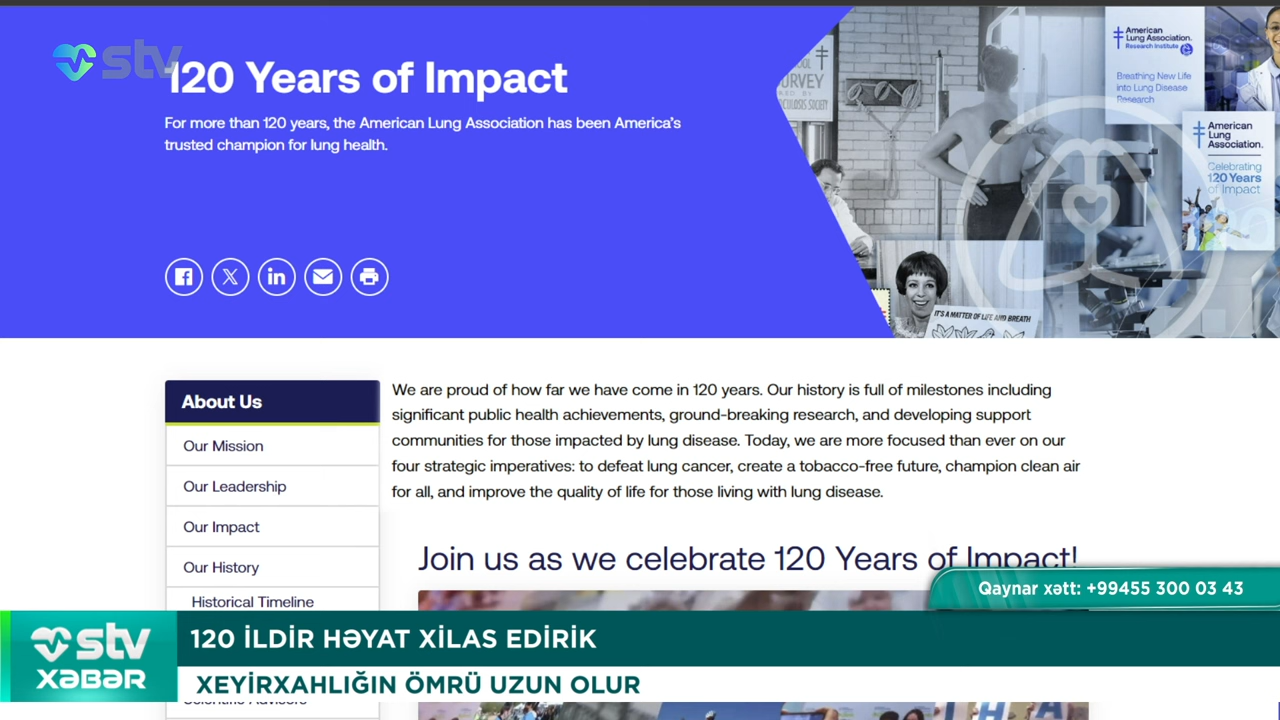 stv
120 Years of Impact
For more than 120 years, the American Lung Association has been America's
trusted champion for lung health.
SURVEY
American
Lung Association.
Research Institute
Breathing New Life
into Lung Disease
Research
American
Lung
Association.
Celebrating
120 Years
of Impact
IT'S A MATTER OF LIFE AND BREATH
About Us
Our Mission
Our Leadership
Our Impact
Our History
Historical Timeline
We are proud of how far we have come in 120 years. Our history is full of milestones including
significant public health achievements, ground-breaking research, and developing support
communities for those impacted by lung disease. Today, we are more focused than ever on our
four strategic imperatives: to defeat lung cancer, create a tobacco-free future, champion clean air
for all, and improve the quality of life for those living with lung disease.
Join us as we celebrate 120 Years of Impact!
Qaynar xətt: +99455 300 03 43
stv
XƏBƏR
120 İLDİR HƏYAT XİLAS EDİRİK
XEYİRXAHLIĞIN ÖMRÜ UZUN OLUR